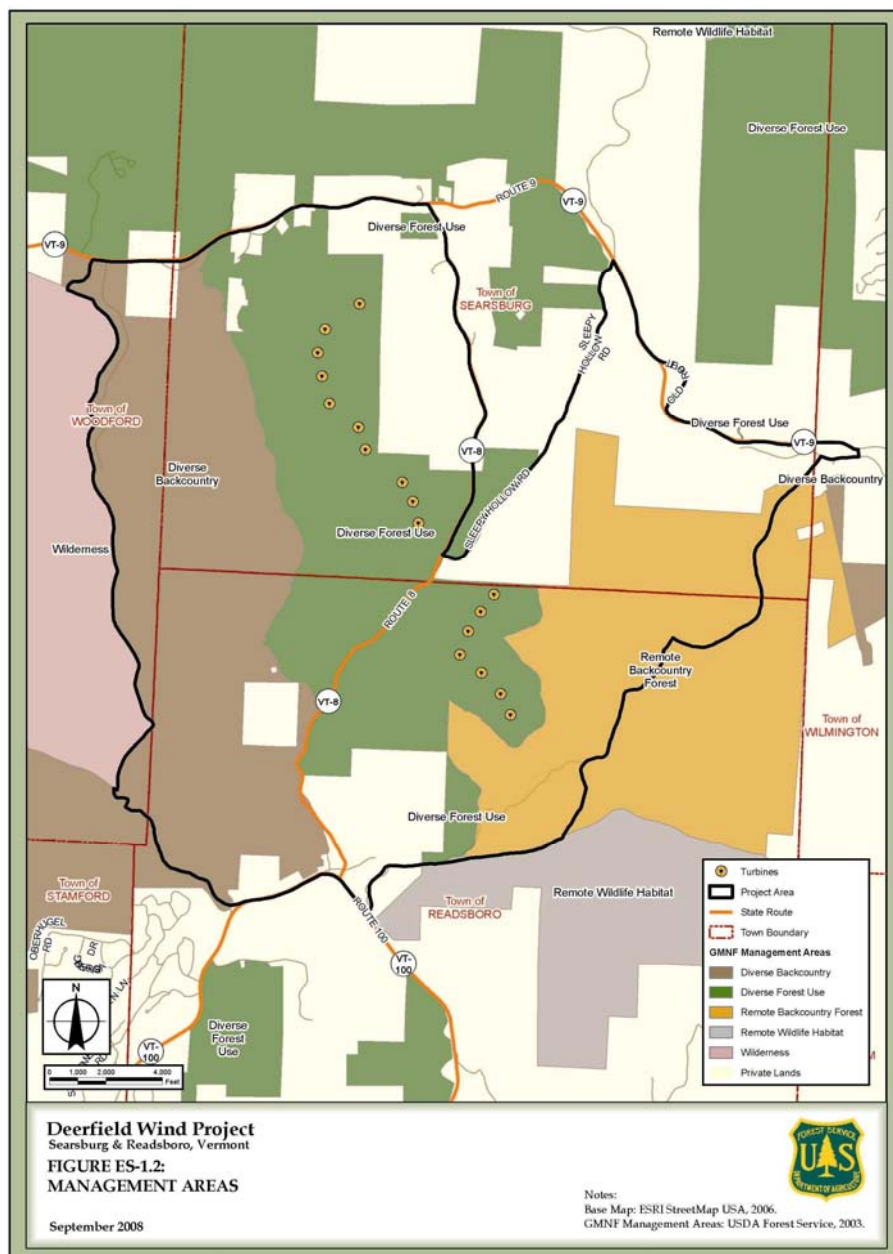 Remote Wildlife Habitat
Diverse Forest Use
ROUTE 9
VT-9
Diverse Forest Use
VT-9
Town of
SEARSBURG
SLEEPY
HOLLOW
RD
OLD
Town of
WOODFORD
Diverse Forest Use
VT-9
VT-8
Diverse
Backcountry
Diverse Backcountry
SLEEPY HOLLOW RD
Diverse Forest Use
Wilderness
ROUTE 8
Remote
Backcountry
Forest
VT-8
Town of
WILMINGTON
Diverse Forest Use
Town of
STAMFORD
Town of
READSBORO
Remote Wildlife Habitat
ROUTE 100
OBERHUGEL
RD
DR
VT-
100
N LN
Diverse
Forest
Use
VT-
100
RD
N
0 1,000 2,000 4,000
Feet
Turbines
Project Area
State Route
Town Boundary
GMNF Management Areas
Diverse Backcountry
Diverse Forest Use
Remote Backcountry Forest
Remote Wildlife Habitat
Wilderness
Private Lands
Deerfield Wind Project
Searsburg & Readsboro, Vermont
FIGURE ES-1.2:
MANAGEMENT AREAS
September 2008
FOREST SERVICE
U S
DEPARTMENT OF AGRICULTURE
Notes:
Base Map: ESRI StreetMap USA, 2006.
GMNF Management Areas: USDA Forest Service, 2003.